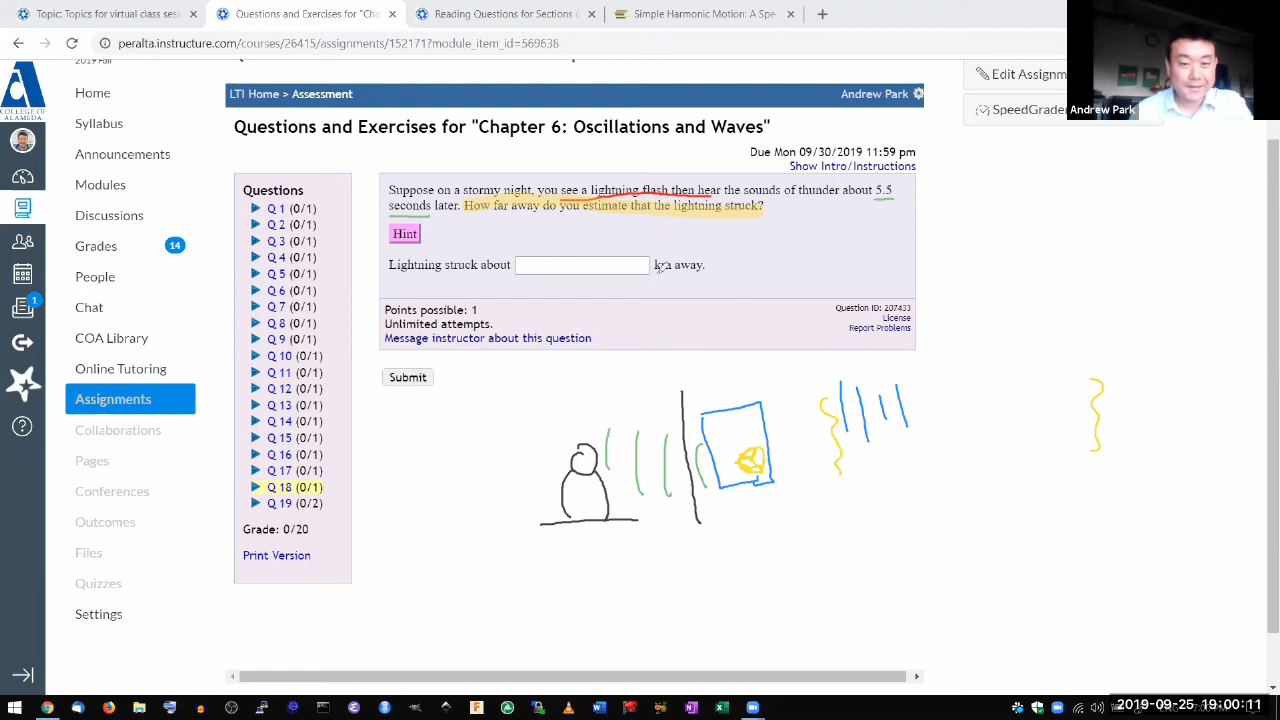 Topic: Topics for virtual class sess
Questions and Exercises for "Cha
Reading Questions for Sections
Simple Harmonic Motion: A Spe
peralta.instructure.com/courses/26415/assignments/152171?module_item_id=569638
2019 Fall
COLLEGE OF
ALAMEDA
Home
Syllabus
Announcements
Modules
Discussions
Grades 14
People
Chat
COA Library
Online Tutoring
Assignments
Collaborations
Pages
Conferences
Outcomes
Files
Quizzes
Settings
1
LTI Home > Assessment
Andrew Park
Questions and Exercises for "Chapter 6: Oscillations and Waves"
Due Mon 09/30/2019 11:59 pm
Show Intro/Instructions
Questions
Q 1 (0/1)
Q 2 (0/1)
Q 3 (0/1)
Q 4 (0/1)
Q 5 (0/1)
Q 6 (0/1)
Q 7 (0/1)
Q 8 (0/1)
Q 9 (0/1)
Q 10 (0/1)
Q 11 (0/1)
Q 12 (0/1)
Q 13 (0/1)
Q 14 (0/1)
Q 15 (0/1)
Q 16 (0/1)
Q 17 (0/1)
Q 18 (0/1)
Q 19 (0/2)
Grade: 0/20
Print Version
Suppose on a stormy night, you see a lightning flash then hear the sounds of thunder about 5.5
seconds later. How far away do you estimate that the lightning struck?
Hint
Lightning struck about km away.
Points possible: 1
Unlimited attempts.
Message instructor about this question
Question ID: 207433
License
Report Problems
Submit
Edit Assignm
SpeedGrader
Andrew Park
2019-09-25 19:00:11